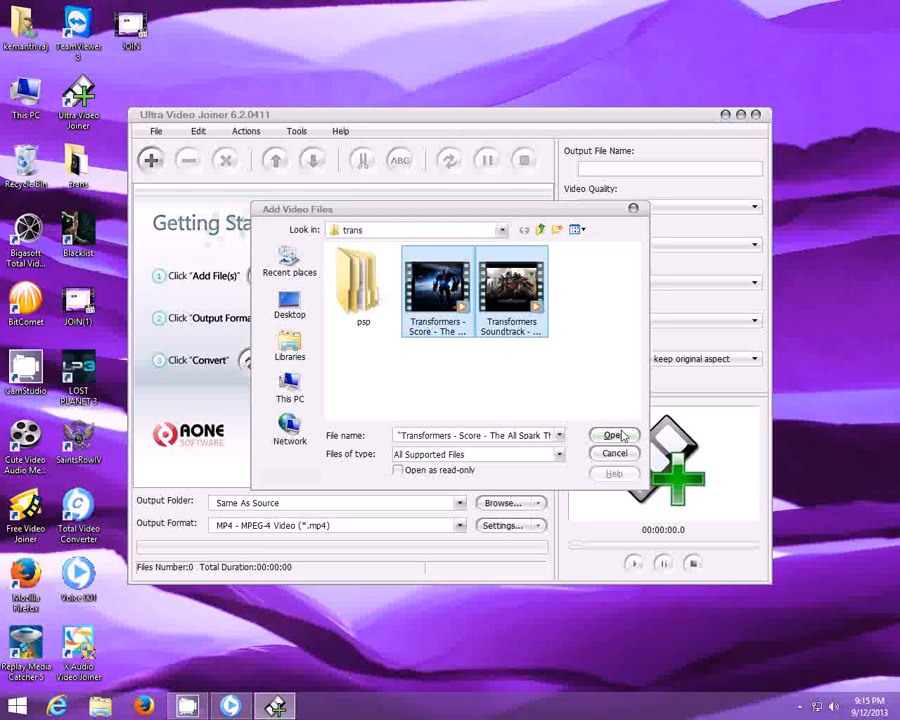 kemanth raj
TeamViewer
8
JOIN
This PC
Ultra Video
Joiner
Recycle Bin
trans
Bigasoft
Total Vid...
Blacklist
BitComet
JOIN(1)
CamStudio
LOST
PLANET 3
Cute Video
Audio Me...
SaintsRowIV
Free Video
Joiner
Total Video
Converter
Mozilla
Firefox
Voice 001
Replay Media
Catcher 5
X Audio
Video Joiner
Ultra Video Joiner 6.2.0411
File Edit Actions Tools Help
ABC
Output File Name:
Video Quality:
keep original aspect
Getting Sta
1 Click "Add File(s)"
2 Click "Output Forma
3 Click "Convert"
AONE
SOFTWARE
Add Video Files
Look in: trans
Recent places
Desktop
Libraries
This PC
Network
psp
Transformers -
Score - The ...
Transformers
Soundtrack - ...
File name: "Transformers - Score - The All Spark Th
Open
Files of type: All Supported Files
Cancel
Open as read-only
Help
Output Folder: Same As Source
Browse...
Output Format: MP4 - MPEG-4 Video (*.mp4)
Settings...
00:00:00.0
Files Number:0 Total Duration:00:00:00
9:15 PM
9/12/2013